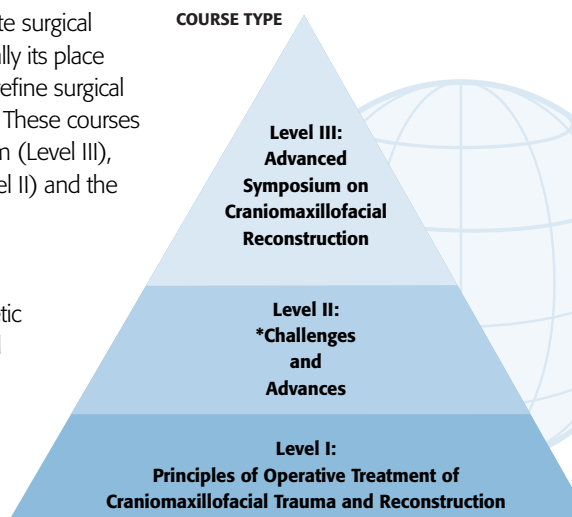 te surgical
ally its place
efine surgical
These courses
n (Level III),
el II) and the
tic
COURSE TYPE
Level III:
Advanced
Symposium on
Craniomaxillofacial
Reconstruction
Level II:
*Challenges
and
Advances
Level I:
Principles of Operative Treatment of
Craniomaxillofacial Trauma and Reconstruction